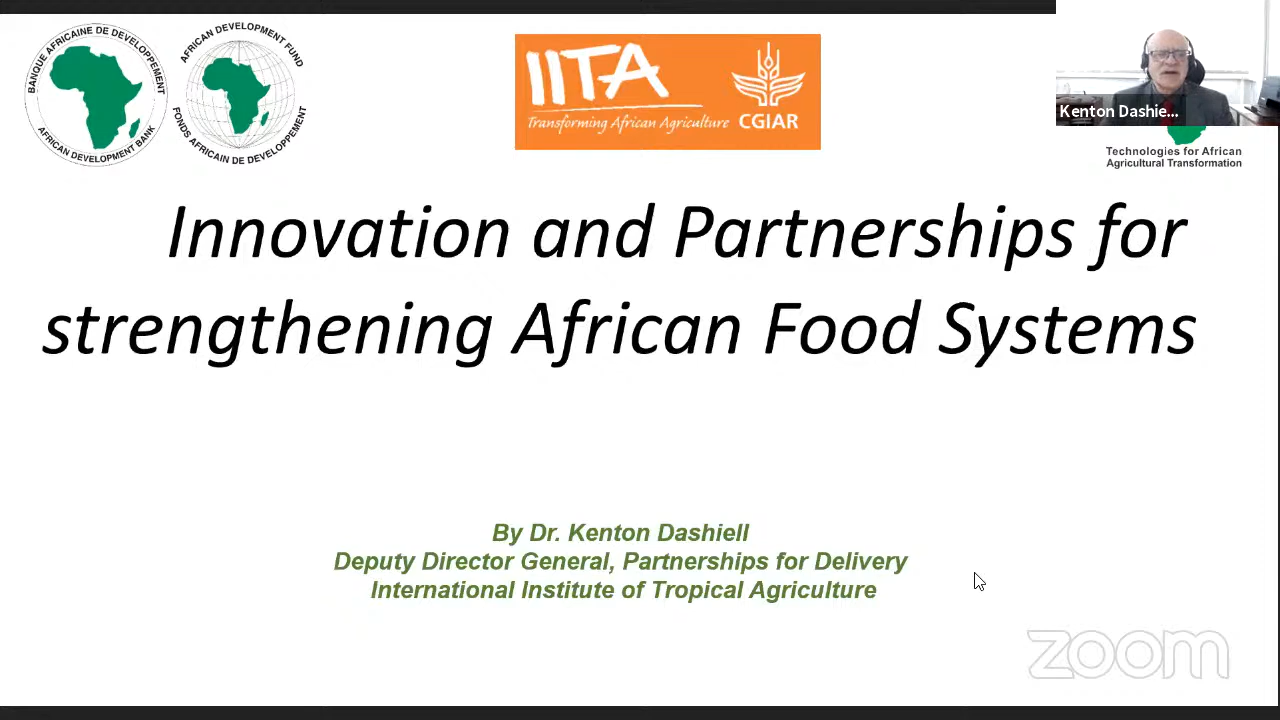 BANQUE AFRICAINE DE DEVELOPPEMENT
AFRICAN DEVELOPMENT BANK
AFRICAN DEVELOPMENT FUND
FONDS AFRICAIN DE DEVELOPPEMENT
IITA
Transforming African Agriculture
CGIAR
Kenton Dashie...
Technologies for African
Agricultural Transformation
Innovation and Partnerships for
strengthening African Food Systems
By Dr. Kenton Dashiell
Deputy Director General, Partnerships for Delivery
International Institute of Tropical Agriculture
zoom